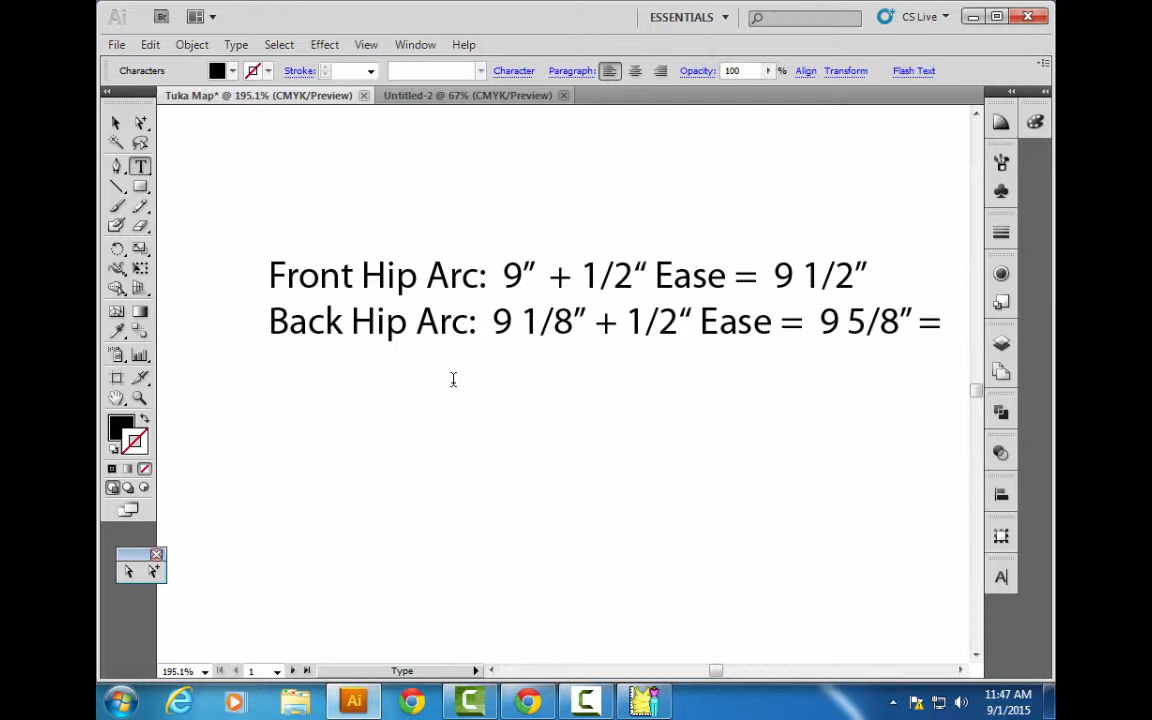 Ai Br ESSENTIALS CS Live
File Edit Object Type Select Effect View Window Help
Characters Stroke: Character Paragraph: Opacity: 100 % Align Transform Flash Text
Tuka Map* @ 195.1% (CMYK/Preview) Untitled-2 @ 67% (CMYK/Preview)
Front Hip Arc:  9”  + 1/2“ Ease =  9 1/2”
Back Hip Arc:  9 1/8” + 1/2“ Ease =  9 5/8” =
195.1% 1 Type
Ai
11:47 AM
9/1/2015